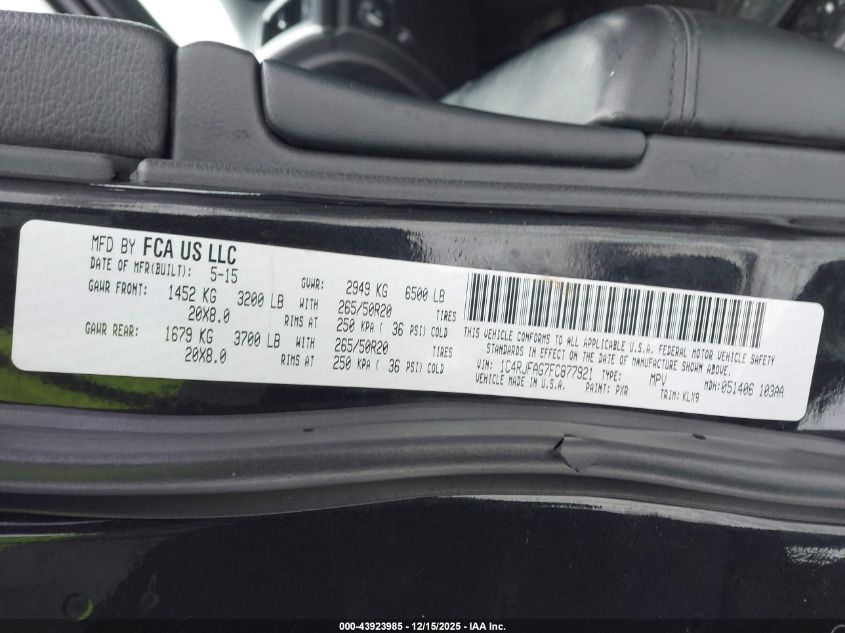 MFD BY FCA US LLC
DATE OF MFR(BUILT): 5-15
GVWR: 2949 KG 6500 LB
GAWR FRONT: 1452 KG 3200 LB WITH 265/50R20 TIRES
20X8.0 RIMS AT 250 KPA ( 36 PSI) COLD
GAWR REAR: 1679 KG 3700 LB WITH 265/50R20 TIRES
20X8.0 RIMS AT 250 KPA ( 36 PSI) COLD
THIS VEHICLE CONFORMS TO ALL APPLICABLE U.S.A. FEDERAL MOTOR VEHICLE SAFETY
STANDARDS IN EFFECT ON THE DATE OF MANUFACTURE SHOWN ABOVE.
VIN: 1C4RJFAG7FC877921 TYPE: MPV MDH:051406 103AA
VEHICLE MADE IN U.S.A. PAINT: PXR TRIM: KLX9
000-43923985 - 12/15/2025 - IAA Inc.